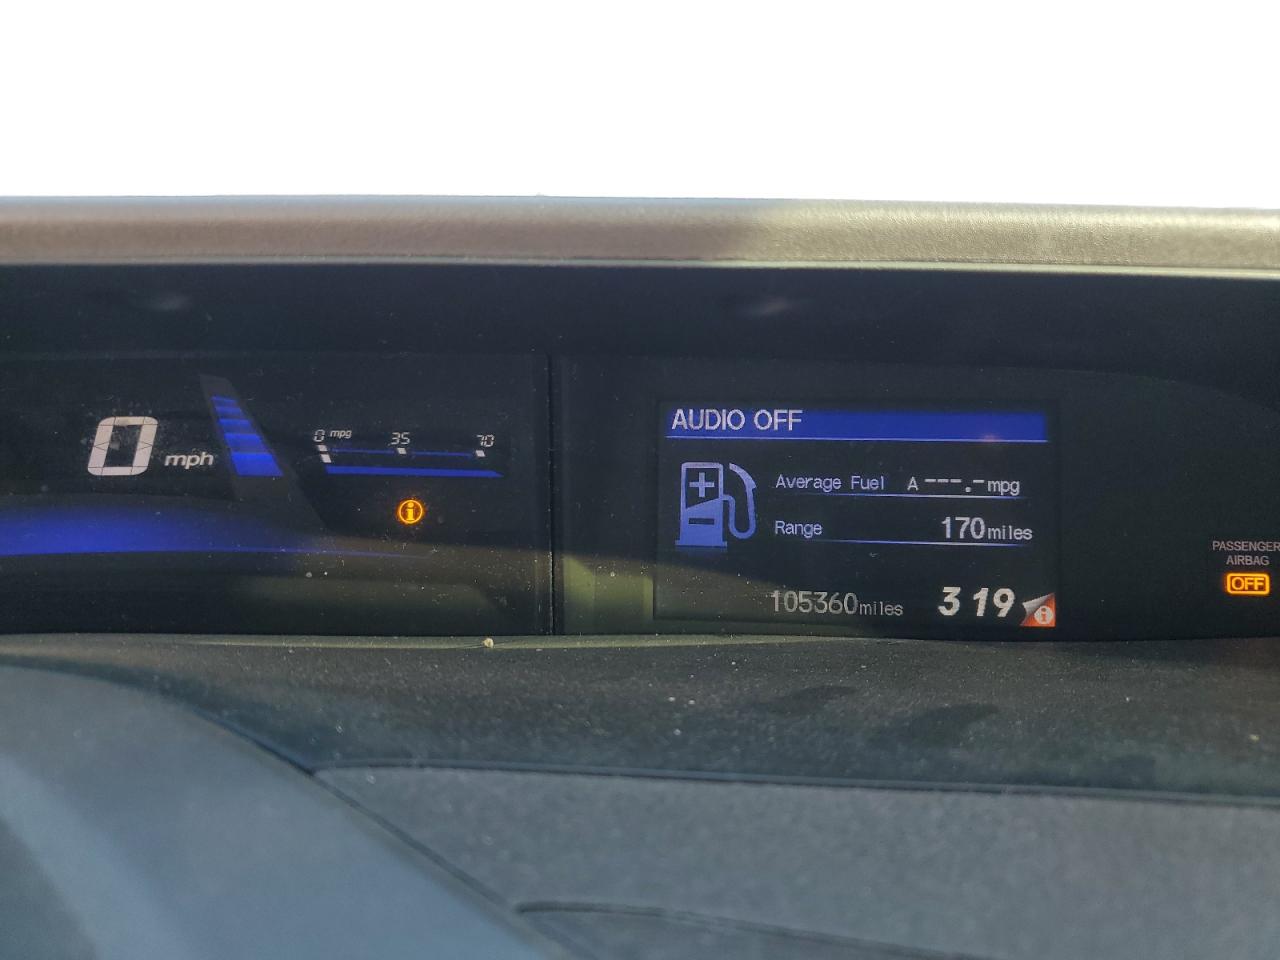 0 mph
0 mpg 35 70
AUDIO OFF
Average Fuel A ---.- mpg
Range 170 miles
105360 miles 3 19
PASSENGER
AIRBAG
OFF